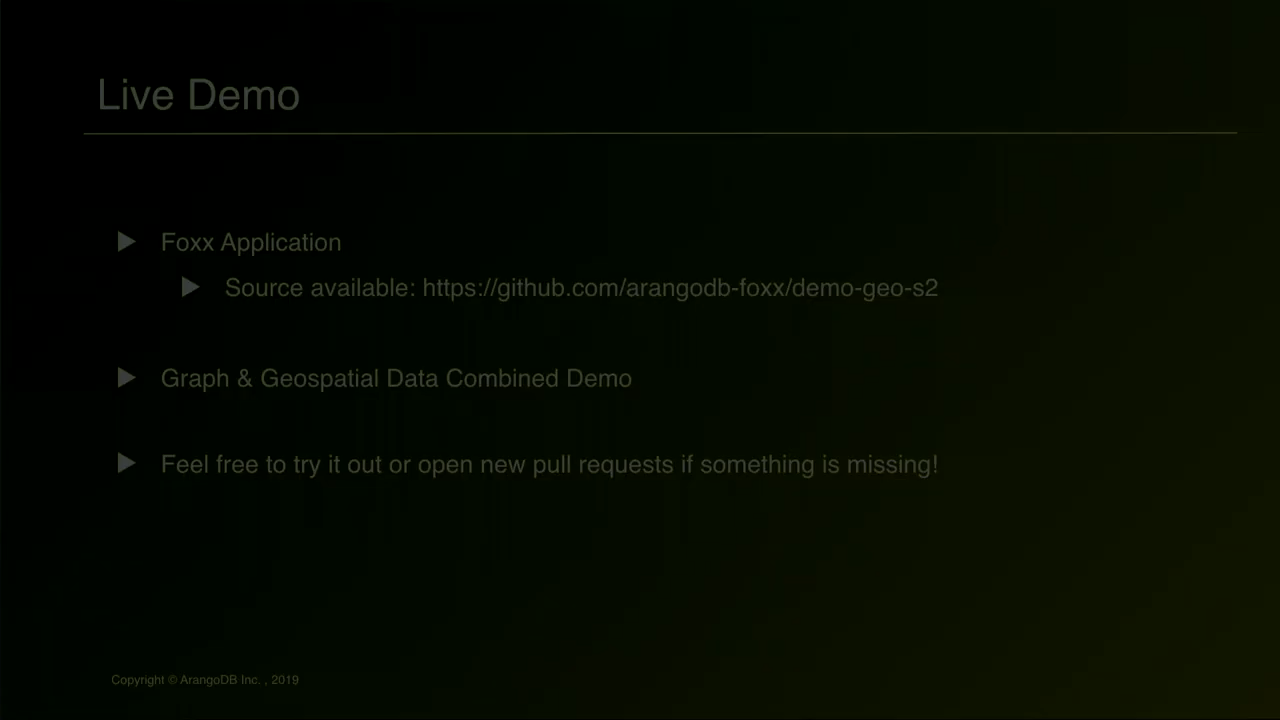 Live Demo
Foxx Application
Source available: https://github.com/arangodb-foxx/demo-geo-s2
Graph & Geospatial Data Combined Demo
Feel free to try it out or open new pull requests if something is missing!
Copyright © ArangoDB Inc. , 2019